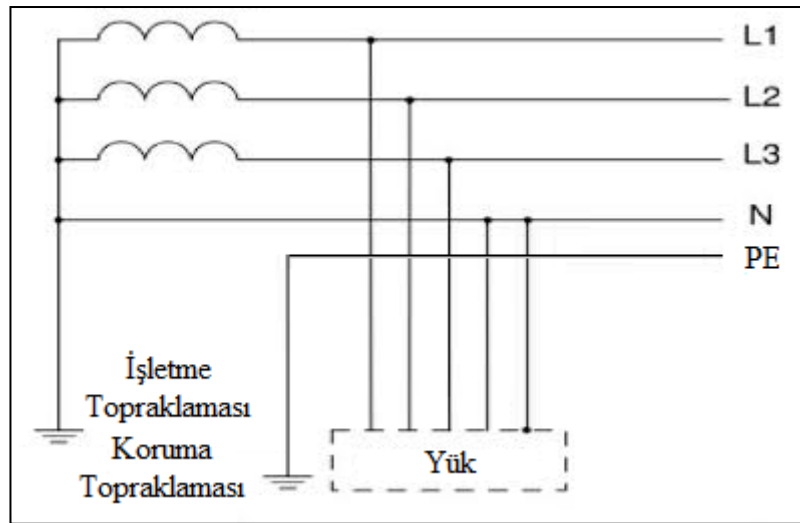 L1
L2
L3
N
PE
İşletme
Topraklaması
Koruma
Topraklaması
Yük